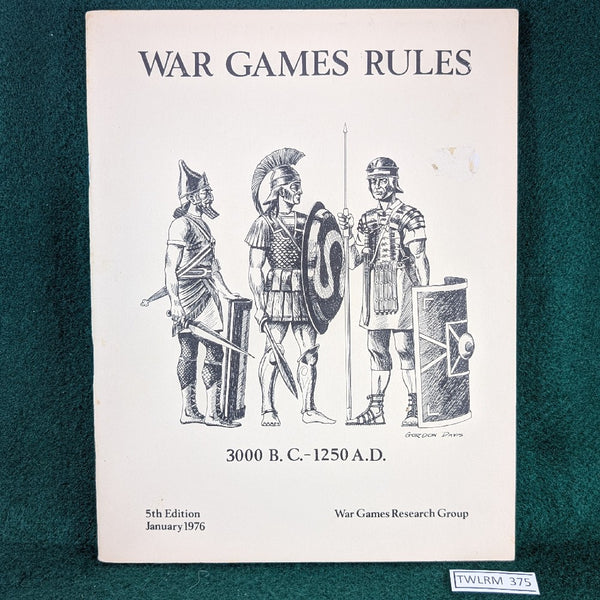 WAR GAMES RULES
GORDON DAVIS
3000 B. C.-1250 A.D.
5th Edition
January 1976
War Games Research Group
TWLRM 375